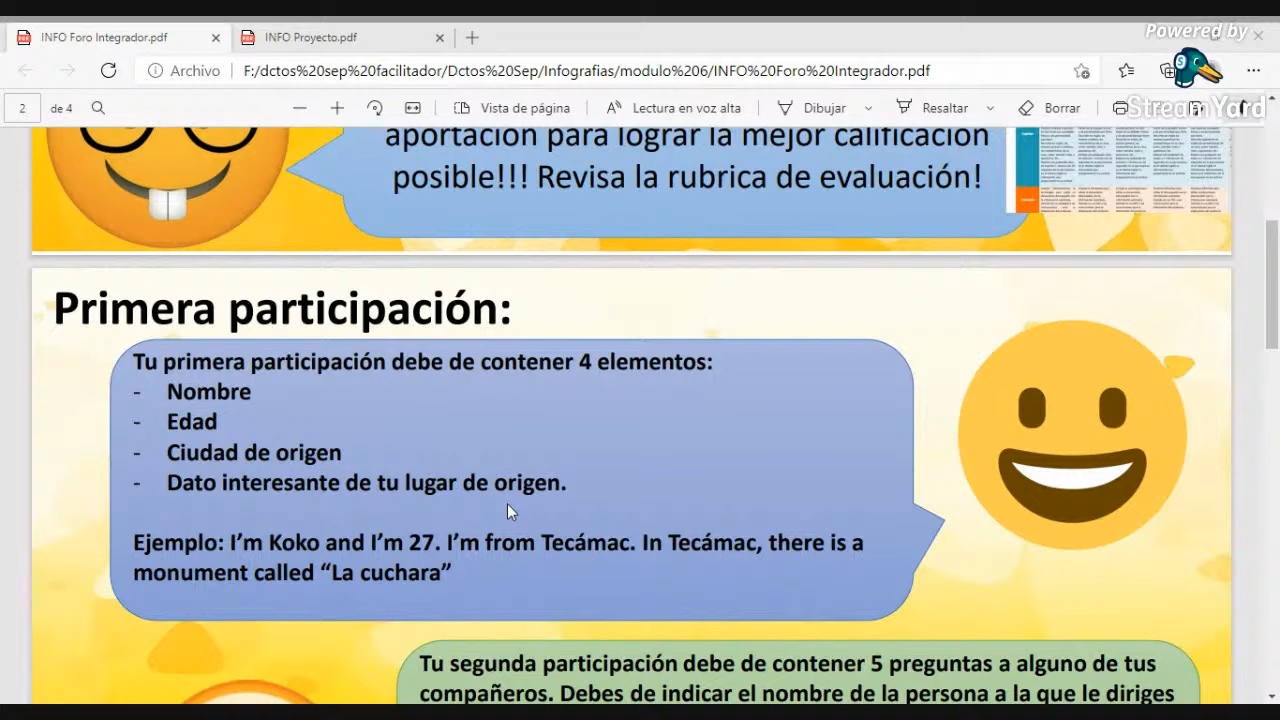 Powered by
INFO Foro Integrador.pdf
INFO Proyecto.pdf
Archivo
F:/dctos%20sep%20facilitador/Dctos%20Sep/Infografias/modulo%206/INFO%20Foro%20Integrador.pdf
2 de 4
Vista de página
Lectura en voz alta
Dibujar
Resaltar
Borrar
StreamYard
para lograr la mejor
Revisa la rubrica de evaluación!
Primera participación:
Tu primera participación debe de contener 4 elementos:
- Nombre
- Edad
- Ciudad de origen
- Dato interesante de tu lugar de origen.
Ejemplo: I’m Koko and I’m 27. I’m from Tecámac. In Tecámac, there is a
monument called “La cuchara”
Tu segunda participación debe de contener 5 preguntas a alguno de tus
compañeros. Debes de indicar el nombre de la persona a la que le diriges